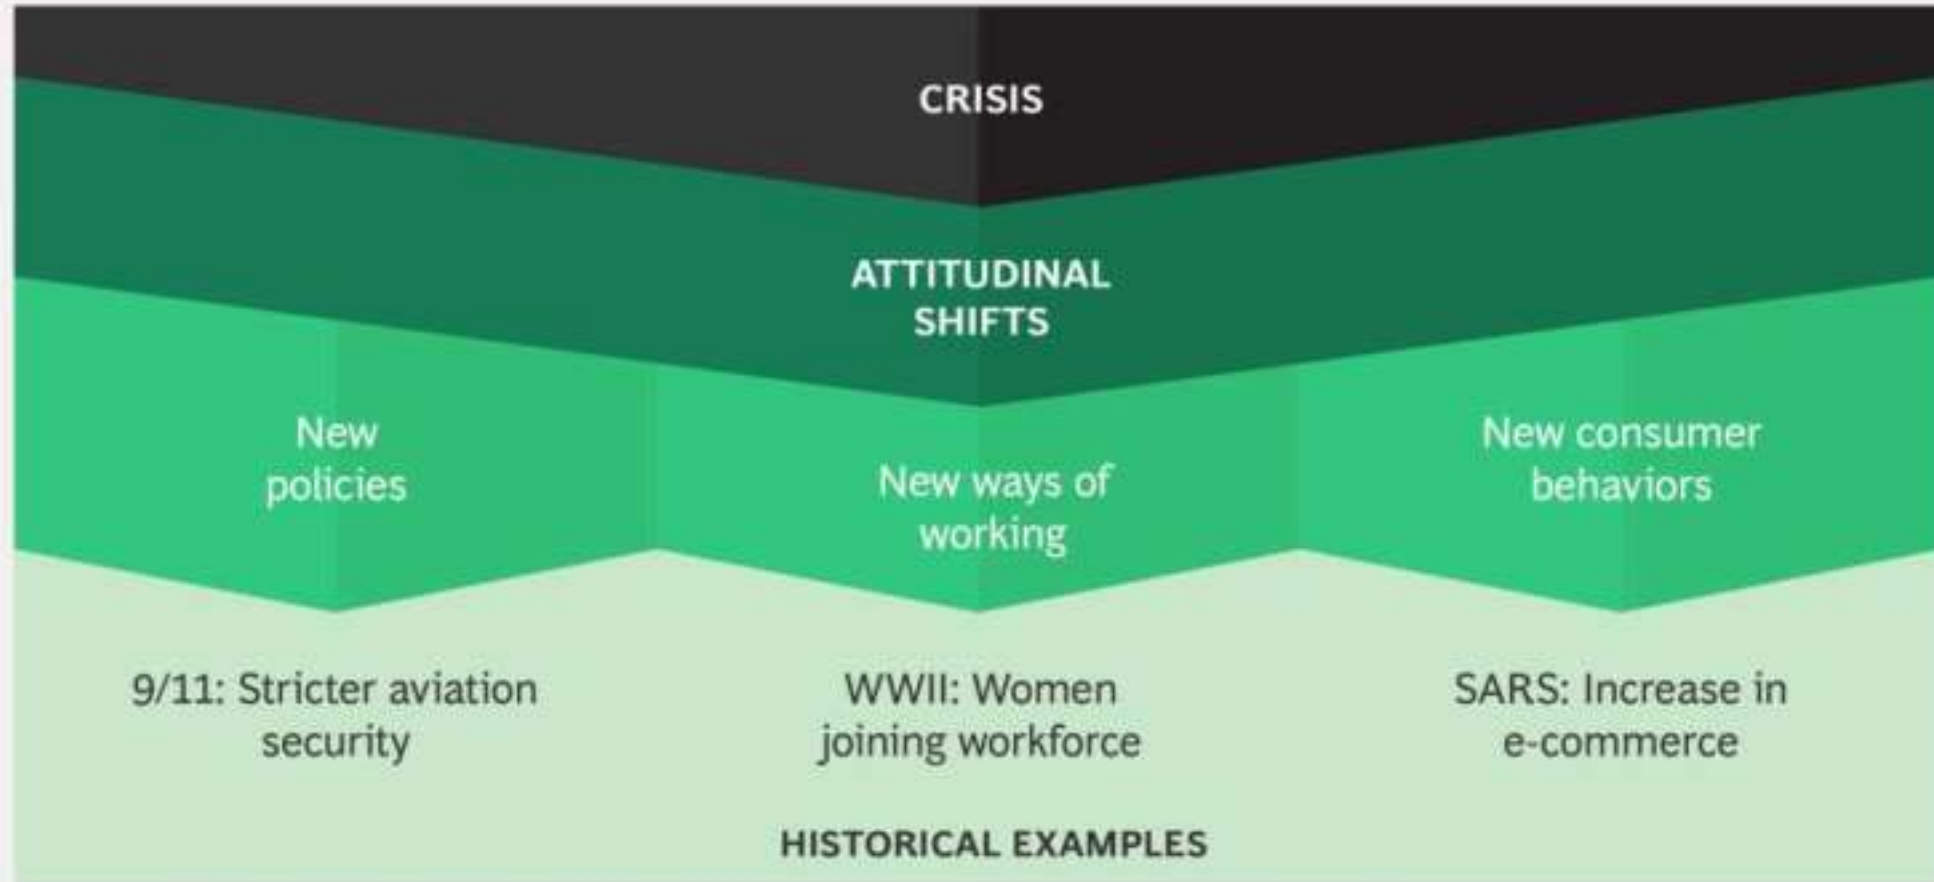 CRISIS
ATTITUDINAL
SHIFTS
New
policies
New ways of
working
New consumer
behaviors
9/11: Stricter aviation
security
WWII: Women
joining workforce
SARS: Increase in
e-commerce
HISTORICAL EXAMPLES